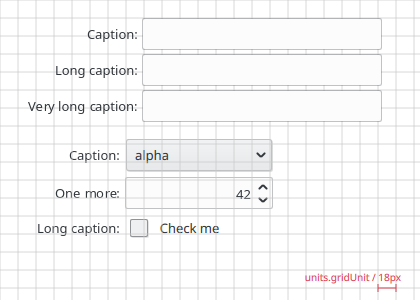 Caption:
Long caption:
Very long caption:
Caption: alpha
One more: 42
Long caption: Check me
units.gridUnit / 18px